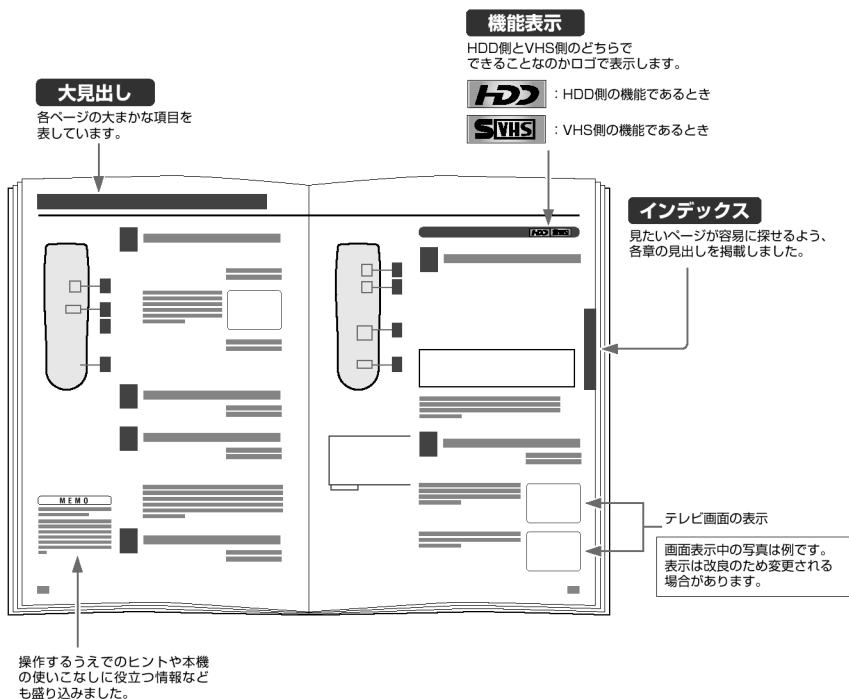 機能表示
HDD側とVHS側のどちらで
できることなのかロゴで表示します。
HDD ：HDD側の機能であるとき
S VHS ：VHS側の機能であるとき
大見出し
各ページの大まかな項目を
表しています。
HDD S VHS
インデックス
見たいページが容易に探せるよう、
各章の見出しを掲載しました。
MEMO
テレビ画面の表示
画面表示中の写真は例です。
表示は改良のため変更される
場合があります。
操作するうえでのヒントや本機
の使いこなしに役立つ情報など
も盛り込みました。